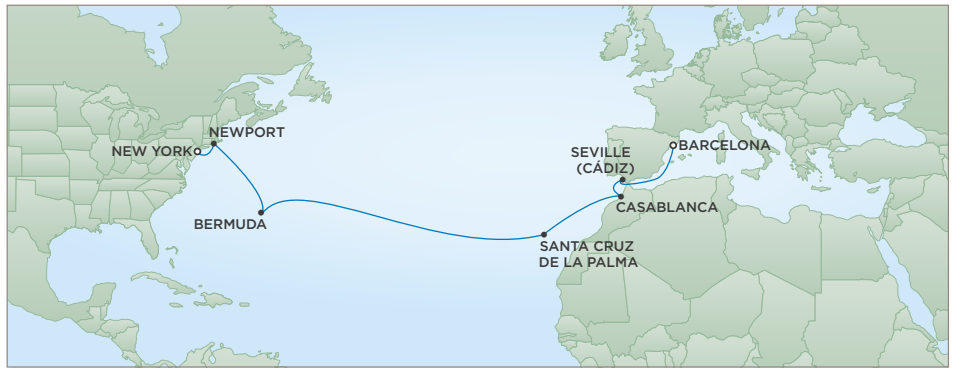 NEWPORT
NEW YORK
BERMUDA
SEVILLE
(CÁDIZ)
BARCELONA
CASABLANCA
SANTA CRUZ
DE LA PALMA